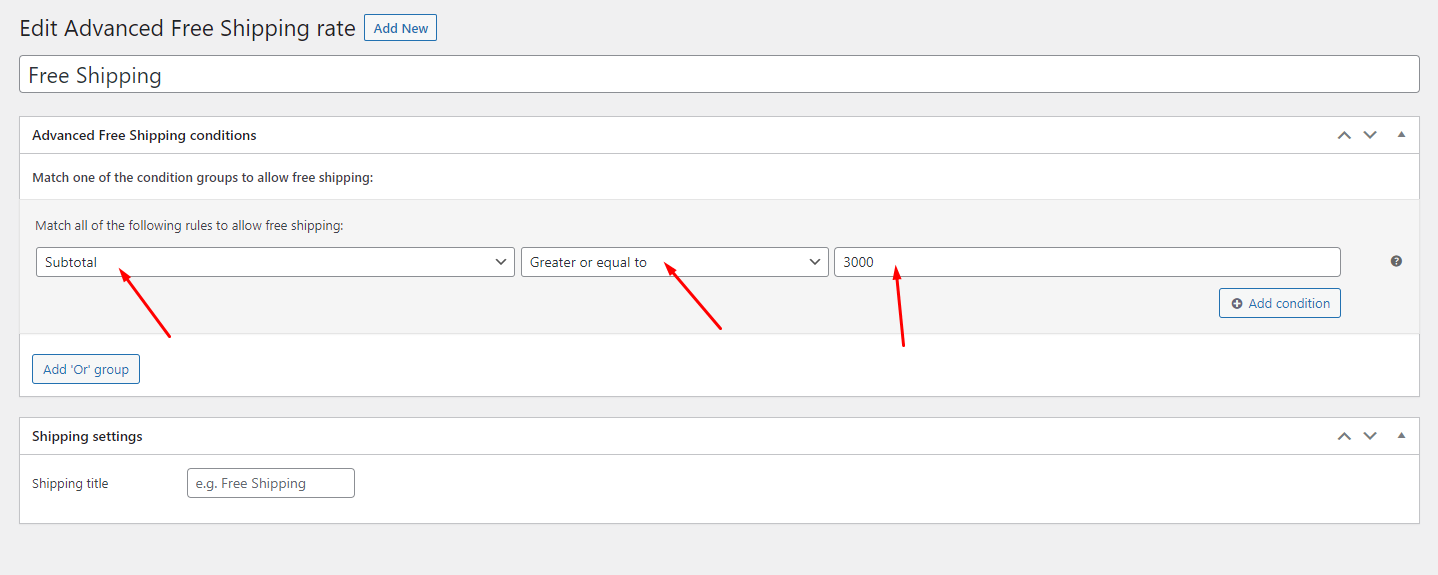 Edit Advanced Free Shipping rate Add New
Free Shipping
Advanced Free Shipping conditions
Match one of the condition groups to allow free shipping:
Match all of the following rules to allow free shipping:
Subtotal Greater or equal to 3000
Add condition
Add 'Or' group
Shipping settings
Shipping title e.g. Free Shipping